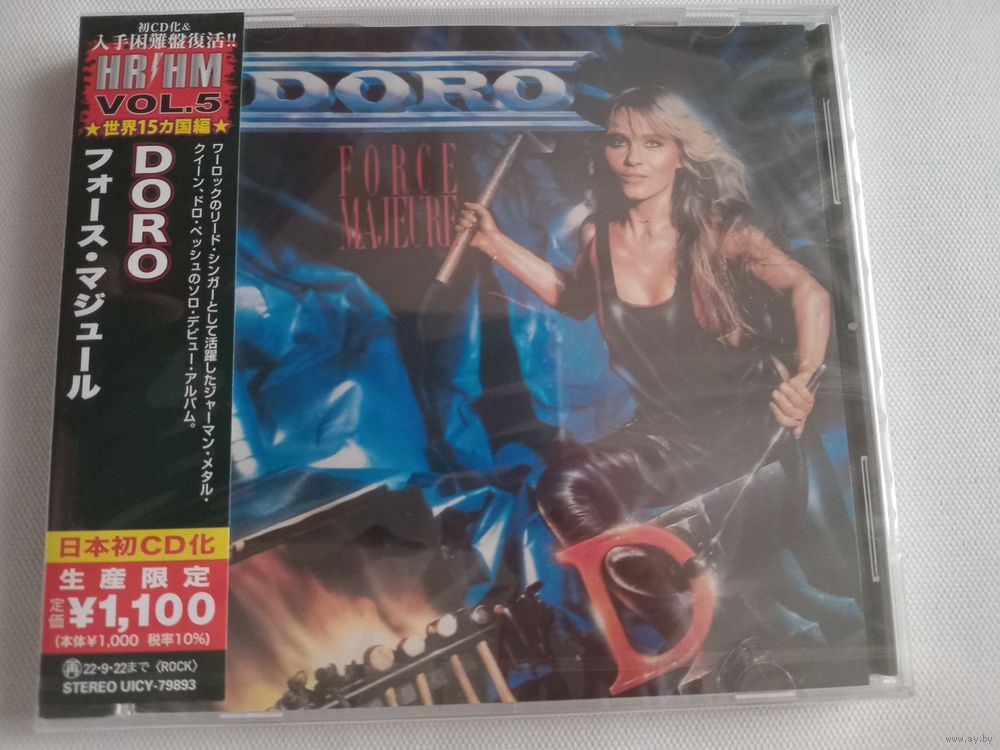 初CD化&
入手困難盤復活!!
HR/HM
VOL.5
★世界15カ国編★
DORO
フォース・マジュール
ワーロックのリード・シンガーとして活躍したジャーマン・メタル・
クイーン、ドロ・ペッシュのソロ・デビュー・アルバム。
日本初CD化
生産限定
定価 ¥1,100
(本体¥1,000 税率10%)
再 22・9・22まで 〈ROCK〉
STEREO UICY-79893
DORO
FORCE
MAJEURE
D
www.ay.by